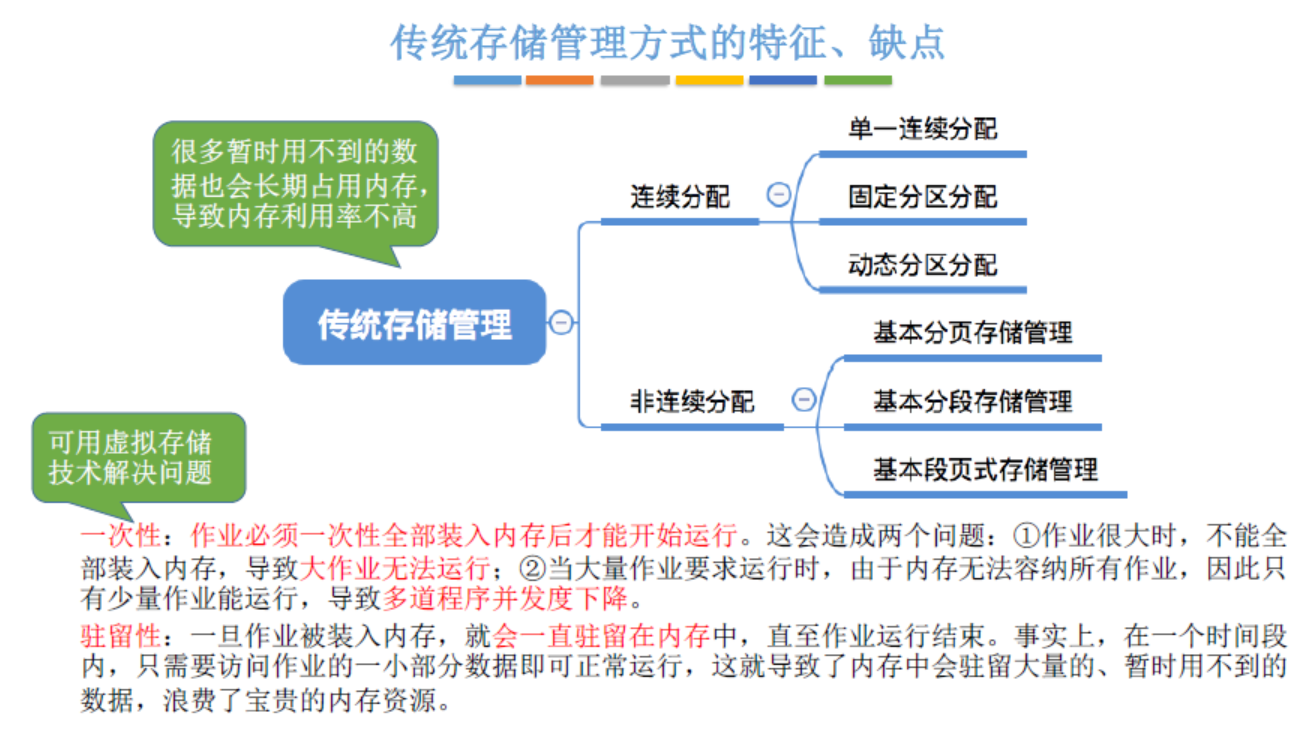 传统存储管理方式的特征、缺点
很多暂时用不到的数
据也会长期占用内存，
导致内存利用率不高
传统存储管理
连续分配
单一连续分配
固定分区分配
动态分区分配
非连续分配
基本分页存储管理
基本分段存储管理
基本段页式存储管理
可用虚拟存储
技术解决问题
一次性：作业必须一次性全部装入内存后才能开始运行。这会造成两个问题：①作业很大时，不能全
部装入内存，导致大作业无法运行；②当大量作业要求运行时，由于内存无法容纳所有作业，因此只
有少量作业能运行，导致多道程序并发度下降。
驻留性：一旦作业被装入内存，就会一直驻留在内存中，直至作业运行结束。事实上，在一个时间段
内，只需要访问作业的一小部分数据即可正常运行，这就导致了内存中会驻留大量的、暂时用不到的
数据，浪费了宝贵的内存资源。